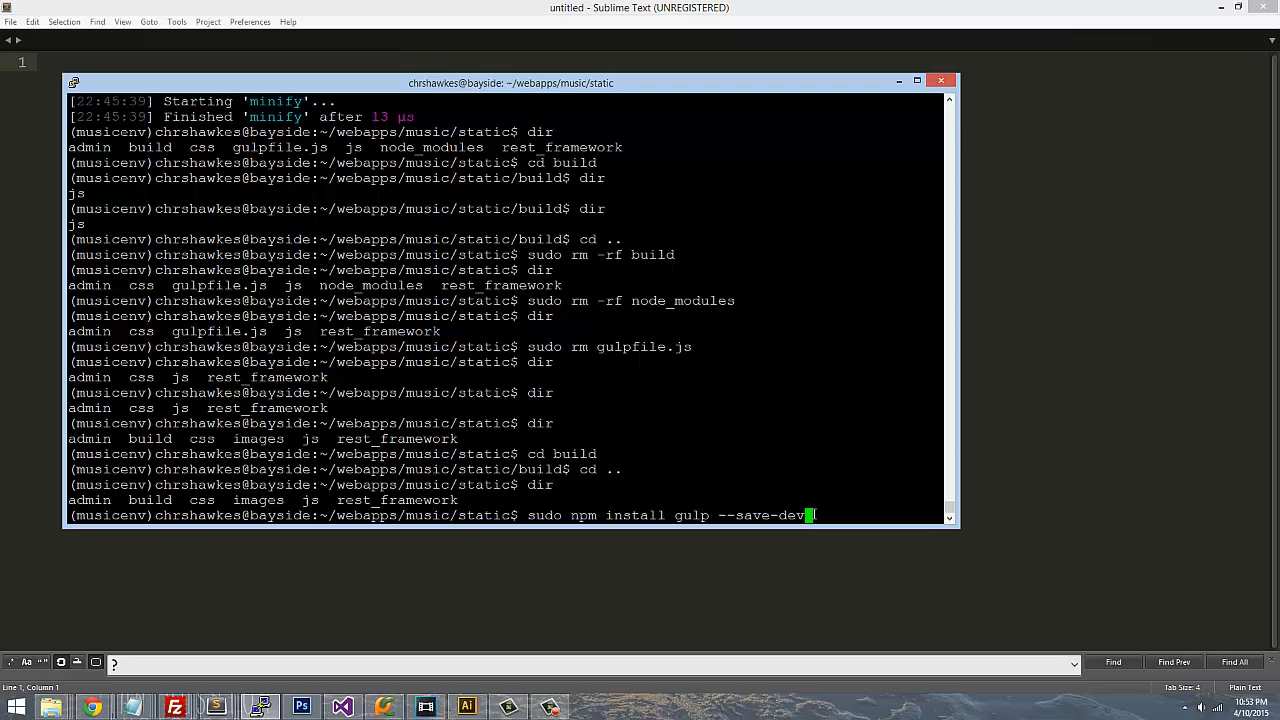 untitled - Sublime Text (UNREGISTERED)
File Edit Selection Find View Goto Tools Project Preferences Help
1
chrshawkes@bayside: ~/webapps/music/static
[22:45:39] Starting 'minify'...
[22:45:39] Finished 'minify' after 13 µs
(musicenv)chrshawkes@bayside:~/webapps/music/static$ dir
admin build css gulpfile.js js node_modules rest_framework
(musicenv)chrshawkes@bayside:~/webapps/music/static$ cd build
(musicenv)chrshawkes@bayside:~/webapps/music/static/build$ dir
js
(musicenv)chrshawkes@bayside:~/webapps/music/static/build$ dir
js
(musicenv)chrshawkes@bayside:~/webapps/music/static/build$ cd ..
(musicenv)chrshawkes@bayside:~/webapps/music/static$ sudo rm -rf build
(musicenv)chrshawkes@bayside:~/webapps/music/static$ dir
admin css gulpfile.js js node_modules rest_framework
(musicenv)chrshawkes@bayside:~/webapps/music/static$ sudo rm -rf node_modules
(musicenv)chrshawkes@bayside:~/webapps/music/static$ dir
admin css gulpfile.js js rest_framework
(musicenv)chrshawkes@bayside:~/webapps/music/static$ sudo rm gulpfile.js
(musicenv)chrshawkes@bayside:~/webapps/music/static$ dir
admin css js rest_framework
(musicenv)chrshawkes@bayside:~/webapps/music/static$ dir
admin css js rest_framework
(musicenv)chrshawkes@bayside:~/webapps/music/static$ dir
admin build css images js rest_framework
(musicenv)chrshawkes@bayside:~/webapps/music/static$ cd build
(musicenv)chrshawkes@bayside:~/webapps/music/static/build$ cd ..
(musicenv)chrshawkes@bayside:~/webapps/music/static$ dir
admin build css images js rest_framework
(musicenv)chrshawkes@bayside:~/webapps/music/static$ sudo npm install gulp --save-dev
.* Aa “” ? Find Find Prev Find All
Line 1, Column 1 Tab Size: 4 Plain Text
Fz Ps Ai 10:53 PM
4/10/2015